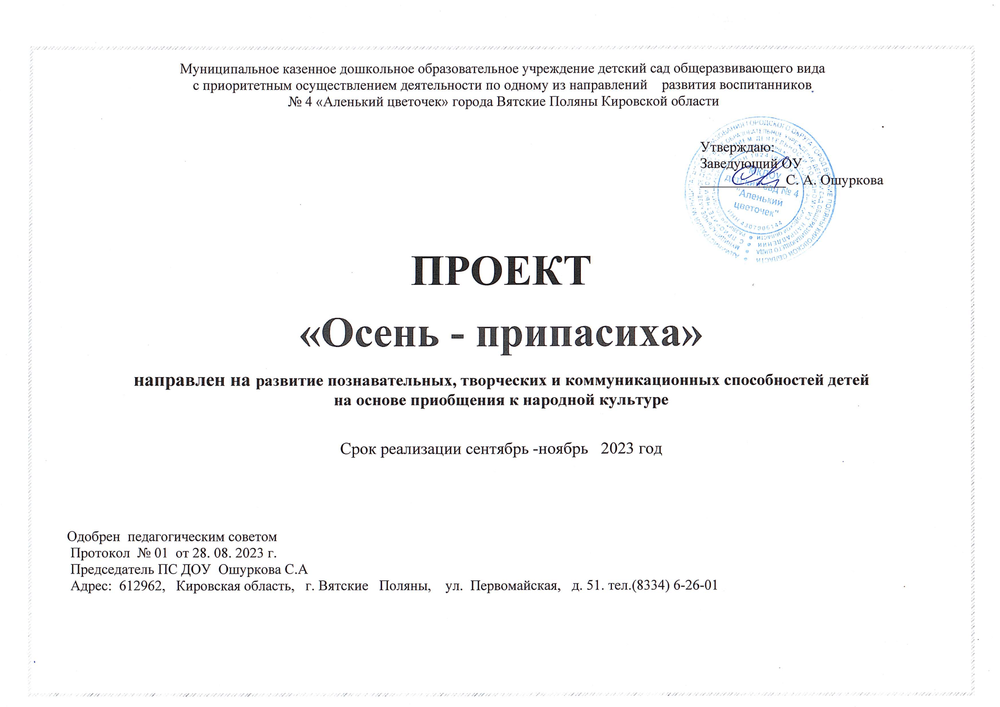 Муниципальное казенное дошкольное образовательное учреждение детский сад общеразвивающего вида
с приоритетным осуществлением деятельности по одному из направлений развития воспитанников
№ 4 «Аленький цветочек» города Вятские Поляны Кировской области
Утверждаю:
Заведующий ОУ
____________С. А. Ошуркова
МКДОУ
детский сад № 4
"Аленький
цветочек"
ПРОЕКТ
«Осень - припасиха»
направлен на развитие познавательных, творческих и коммуникационных способностей детей
на основе приобщения к народной культуре
Срок реализации сентябрь -ноябрь 2023 год
Одобрен педагогическим советом
Протокол № 01 от 28. 08. 2023 г.
Председатель ПС ДОУ Ошуркова С.А
Адрес: 612962, Кировская область, г. Вятские Поляны, ул. Первомайская, д. 51. тел.(8334) 6-26-01